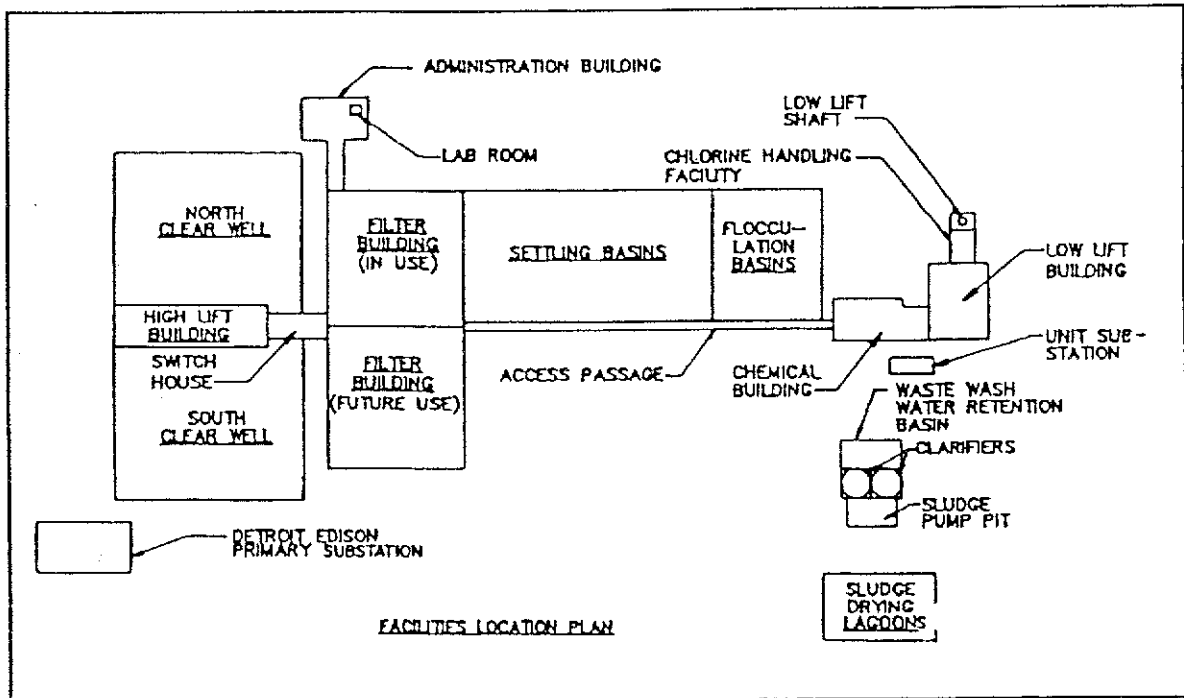 ADMINISTRATION BUILDING
LAB ROOM
LOW LIFT
SHAFT
CHLORINE HANDLING
FACILITY
NORTH
CLEAR WELL
FILTER
BUILDING
(IN USE)
SETTLING BASINS
FLOCCU-
LATION
BASINS
LOW LIFT
BUILDING
HIGH LIFT
BUILDING
SWITCH
HOUSE
FILTER
BUILDING
(FUTURE USE)
ACCESS PASSAGE
CHEMICAL
BUILDING
UNIT SUB-
STATION
SOUTH
CLEAR WELL
WASTE WASH
WATER RETENTION
BASIN
CLARIFIERS
SLUDGE
PUMP PIT
DETROIT EDISON
PRIMARY SUBSTATION
SLUDGE
DRYING
LAGOONS
FACILITIES LOCATION PLAN